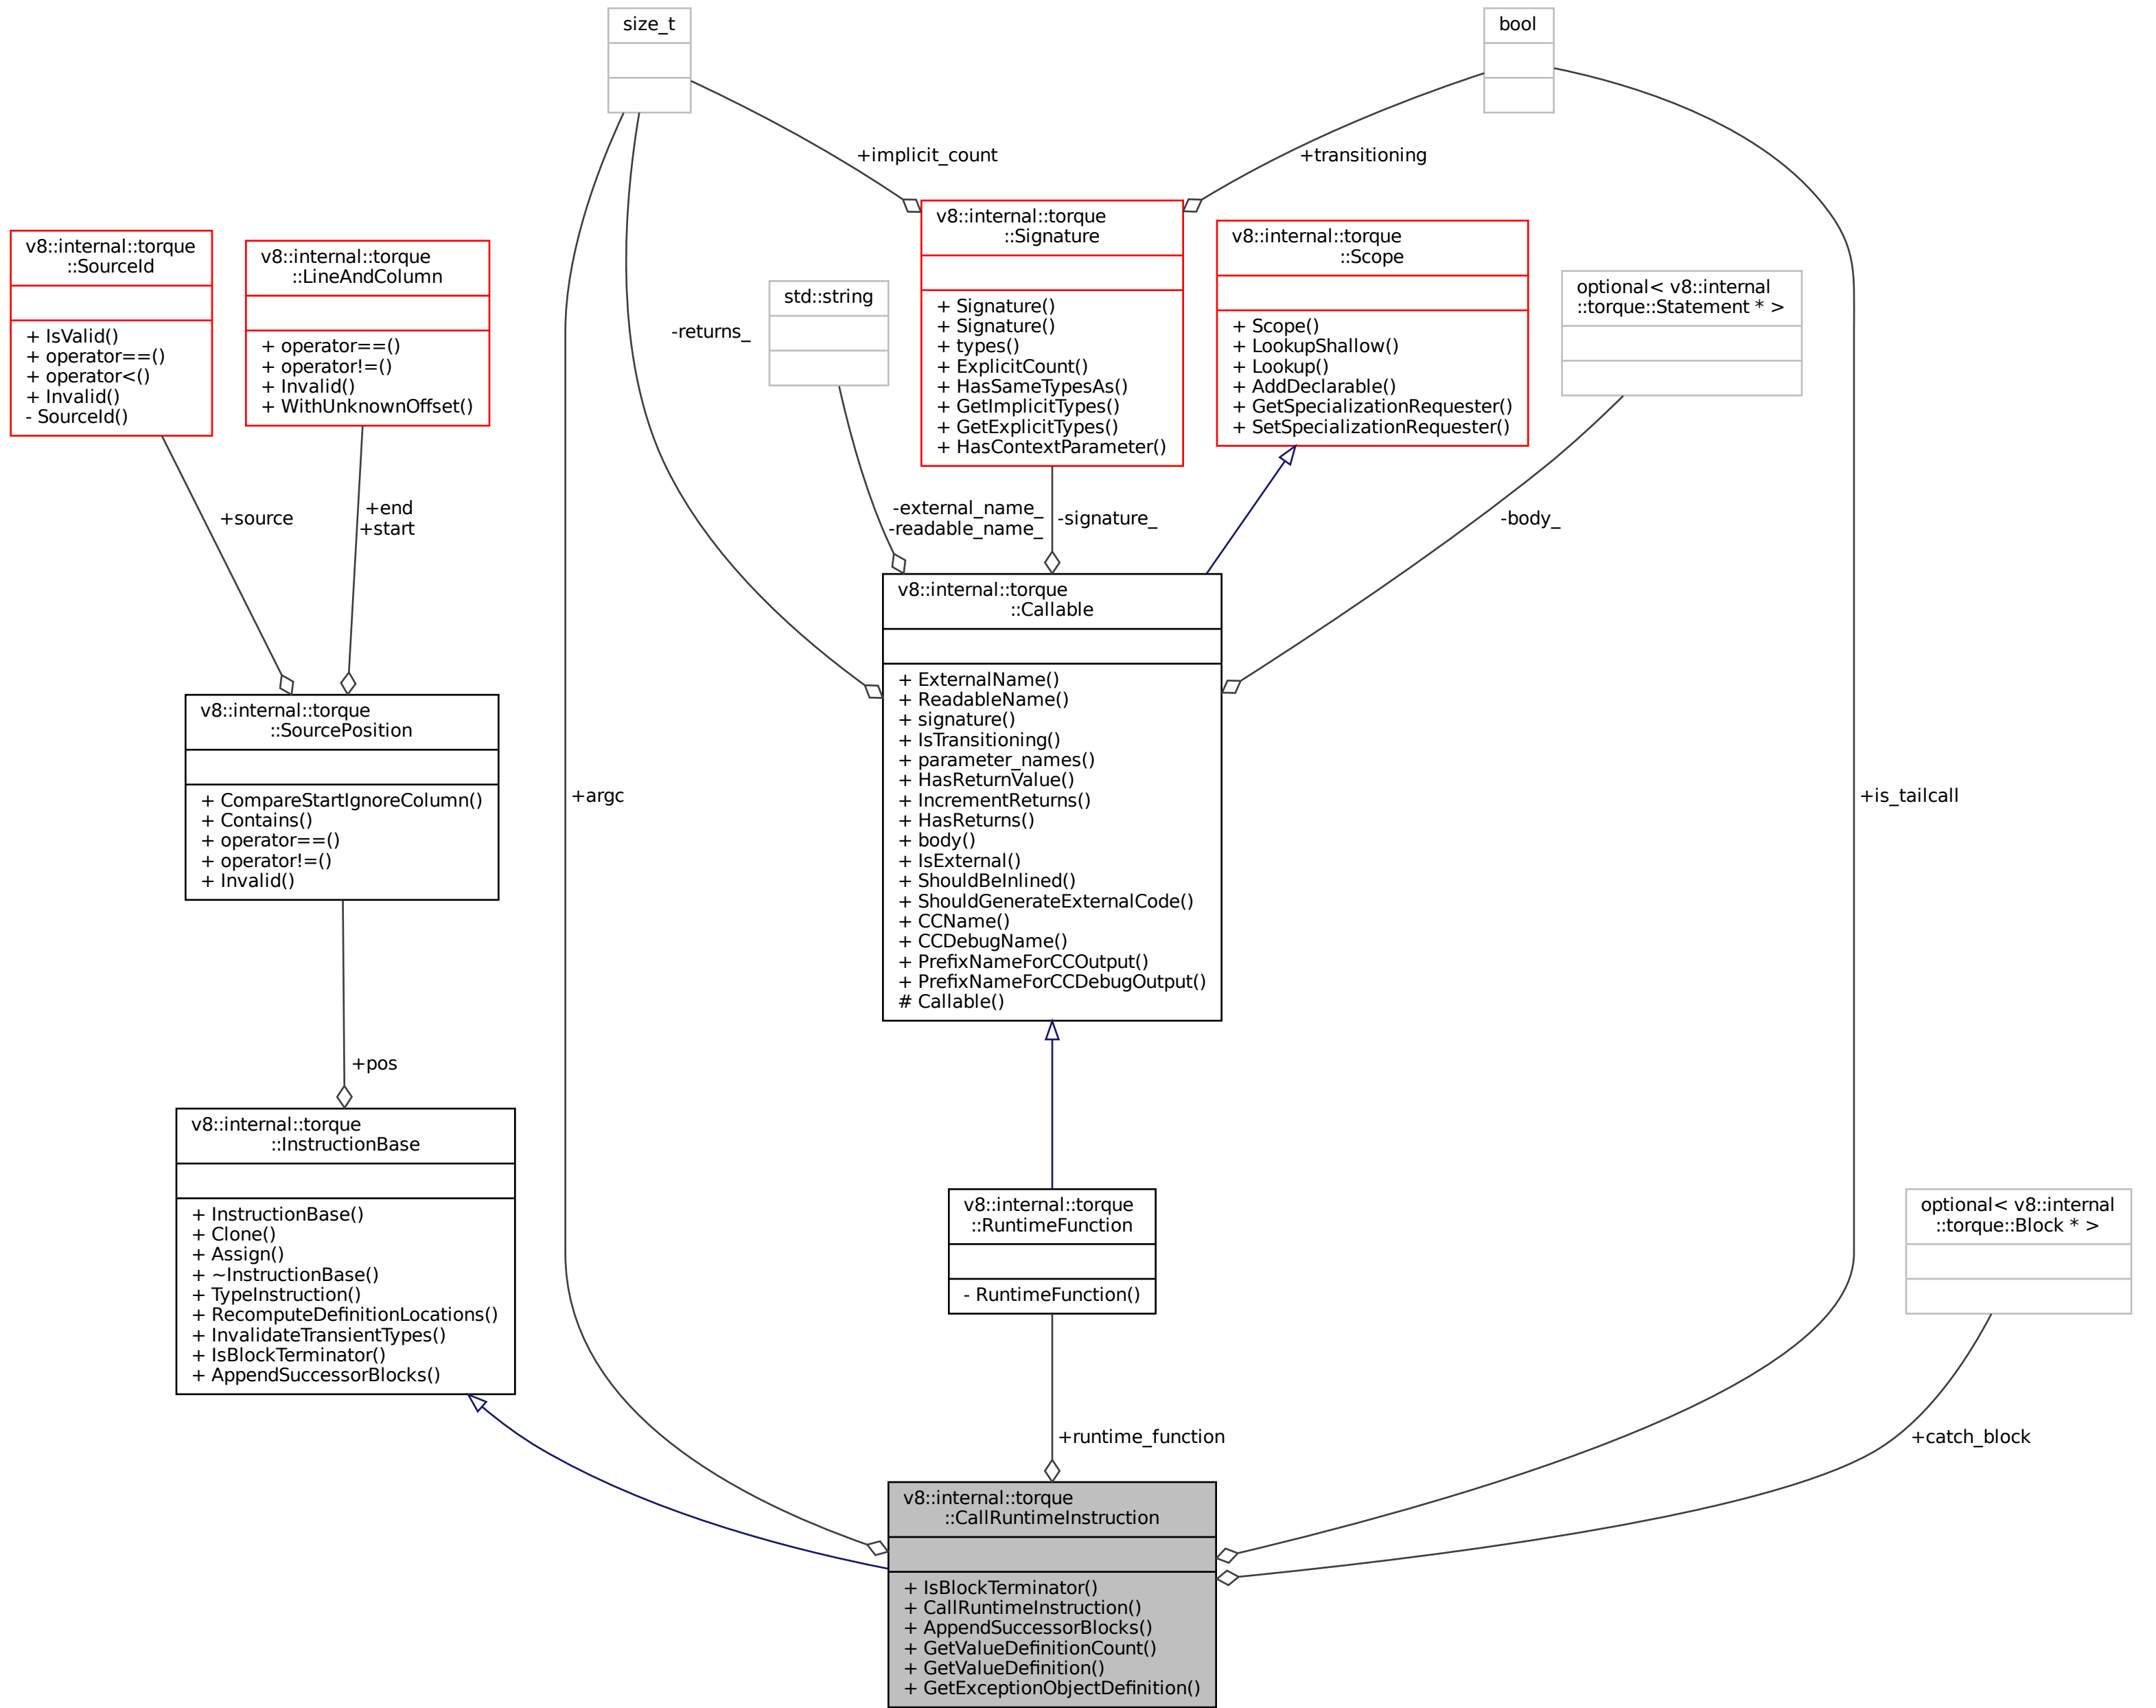 size_t
bool
+implicit_count
+transitioning
v8::internal::torque
::Signature
+ Signature()
+ Signature()
+ types()
+ ExplicitCount()
+ HasSameTypesAs()
+ GetImplicitTypes()
+ GetExplicitTypes()
+ HasContextParameter()
v8::internal::torque
::Scope
+ Scope()
+ LookupShallow()
+ Lookup()
+ AddDeclarable()
+ GetSpecializationRequester()
+ SetSpecializationRequester()
v8::internal::torque
::SourceId
+ IsValid()
+ operator==()
+ operator<()
+ Invalid()
- SourceId()
v8::internal::torque
::LineAndColumn
+ operator==()
+ operator!=()
+ Invalid()
+ WithUnknownOffset()
optional< v8::internal
::torque::Statement * >
std::string
-returns_
+source
+end
+start
-external_name_
-readable_name_
-signature_
-body_
v8::internal::torque
::Callable
+ ExternalName()
+ ReadableName()
+ signature()
+ IsTransitioning()
+ parameter_names()
+ HasReturnValue()
+ IncrementReturns()
+ HasReturns()
+ body()
+ IsExternal()
+ ShouldBeInlined()
+ ShouldGenerateExternalCode()
+ CCName()
+ CCDebugName()
+ PrefixNameForCCOutput()
+ PrefixNameForCCDebugOutput()
# Callable()
v8::internal::torque
::SourcePosition
+ CompareStartIgnoreColumn()
+ Contains()
+ operator==()
+ operator!=()
+ Invalid()
+argc
+is_tailcall
+pos
v8::internal::torque
::InstructionBase
+ InstructionBase()
+ Clone()
+ Assign()
+ ~InstructionBase()
+ TypeInstruction()
+ RecomputeDefinitionLocations()
+ InvalidateTransientTypes()
+ IsBlockTerminator()
+ AppendSuccessorBlocks()
v8::internal::torque
::RuntimeFunction
- RuntimeFunction()
optional< v8::internal
::torque::Block * >
+runtime_function
+catch_block
v8::internal::torque
::CallRuntimeInstruction
+ IsBlockTerminator()
+ CallRuntimeInstruction()
+ AppendSuccessorBlocks()
+ GetValueDefinitionCount()
+ GetValueDefinition()
+ GetExceptionObjectDefinition()